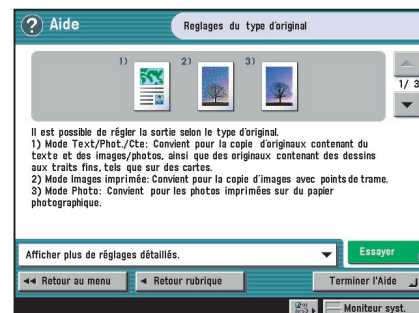 ? Aide
Reglages du type d'original
1) 2) 3)
1/ 3
Il est possible de régler la sortie selon le type d'original.
1) Mode Text/Phot./Cte: Convient pour la copie d'originaux contenant du
texte et des images/photos, ainsi que des originaux contenant des dessins
aux traits fins, tels que sur des cartes.
2) Mode Images imprimée: Convient pour la copie d'images avec points de trame.
3) Mode Photo: Convient pour les photos imprimées sur du papier
photographique.
Afficher plus de réglages détaillés.
Essayer
Retour au menu
Retour rubrique
Terminer l'Aide
Moniteur syst.